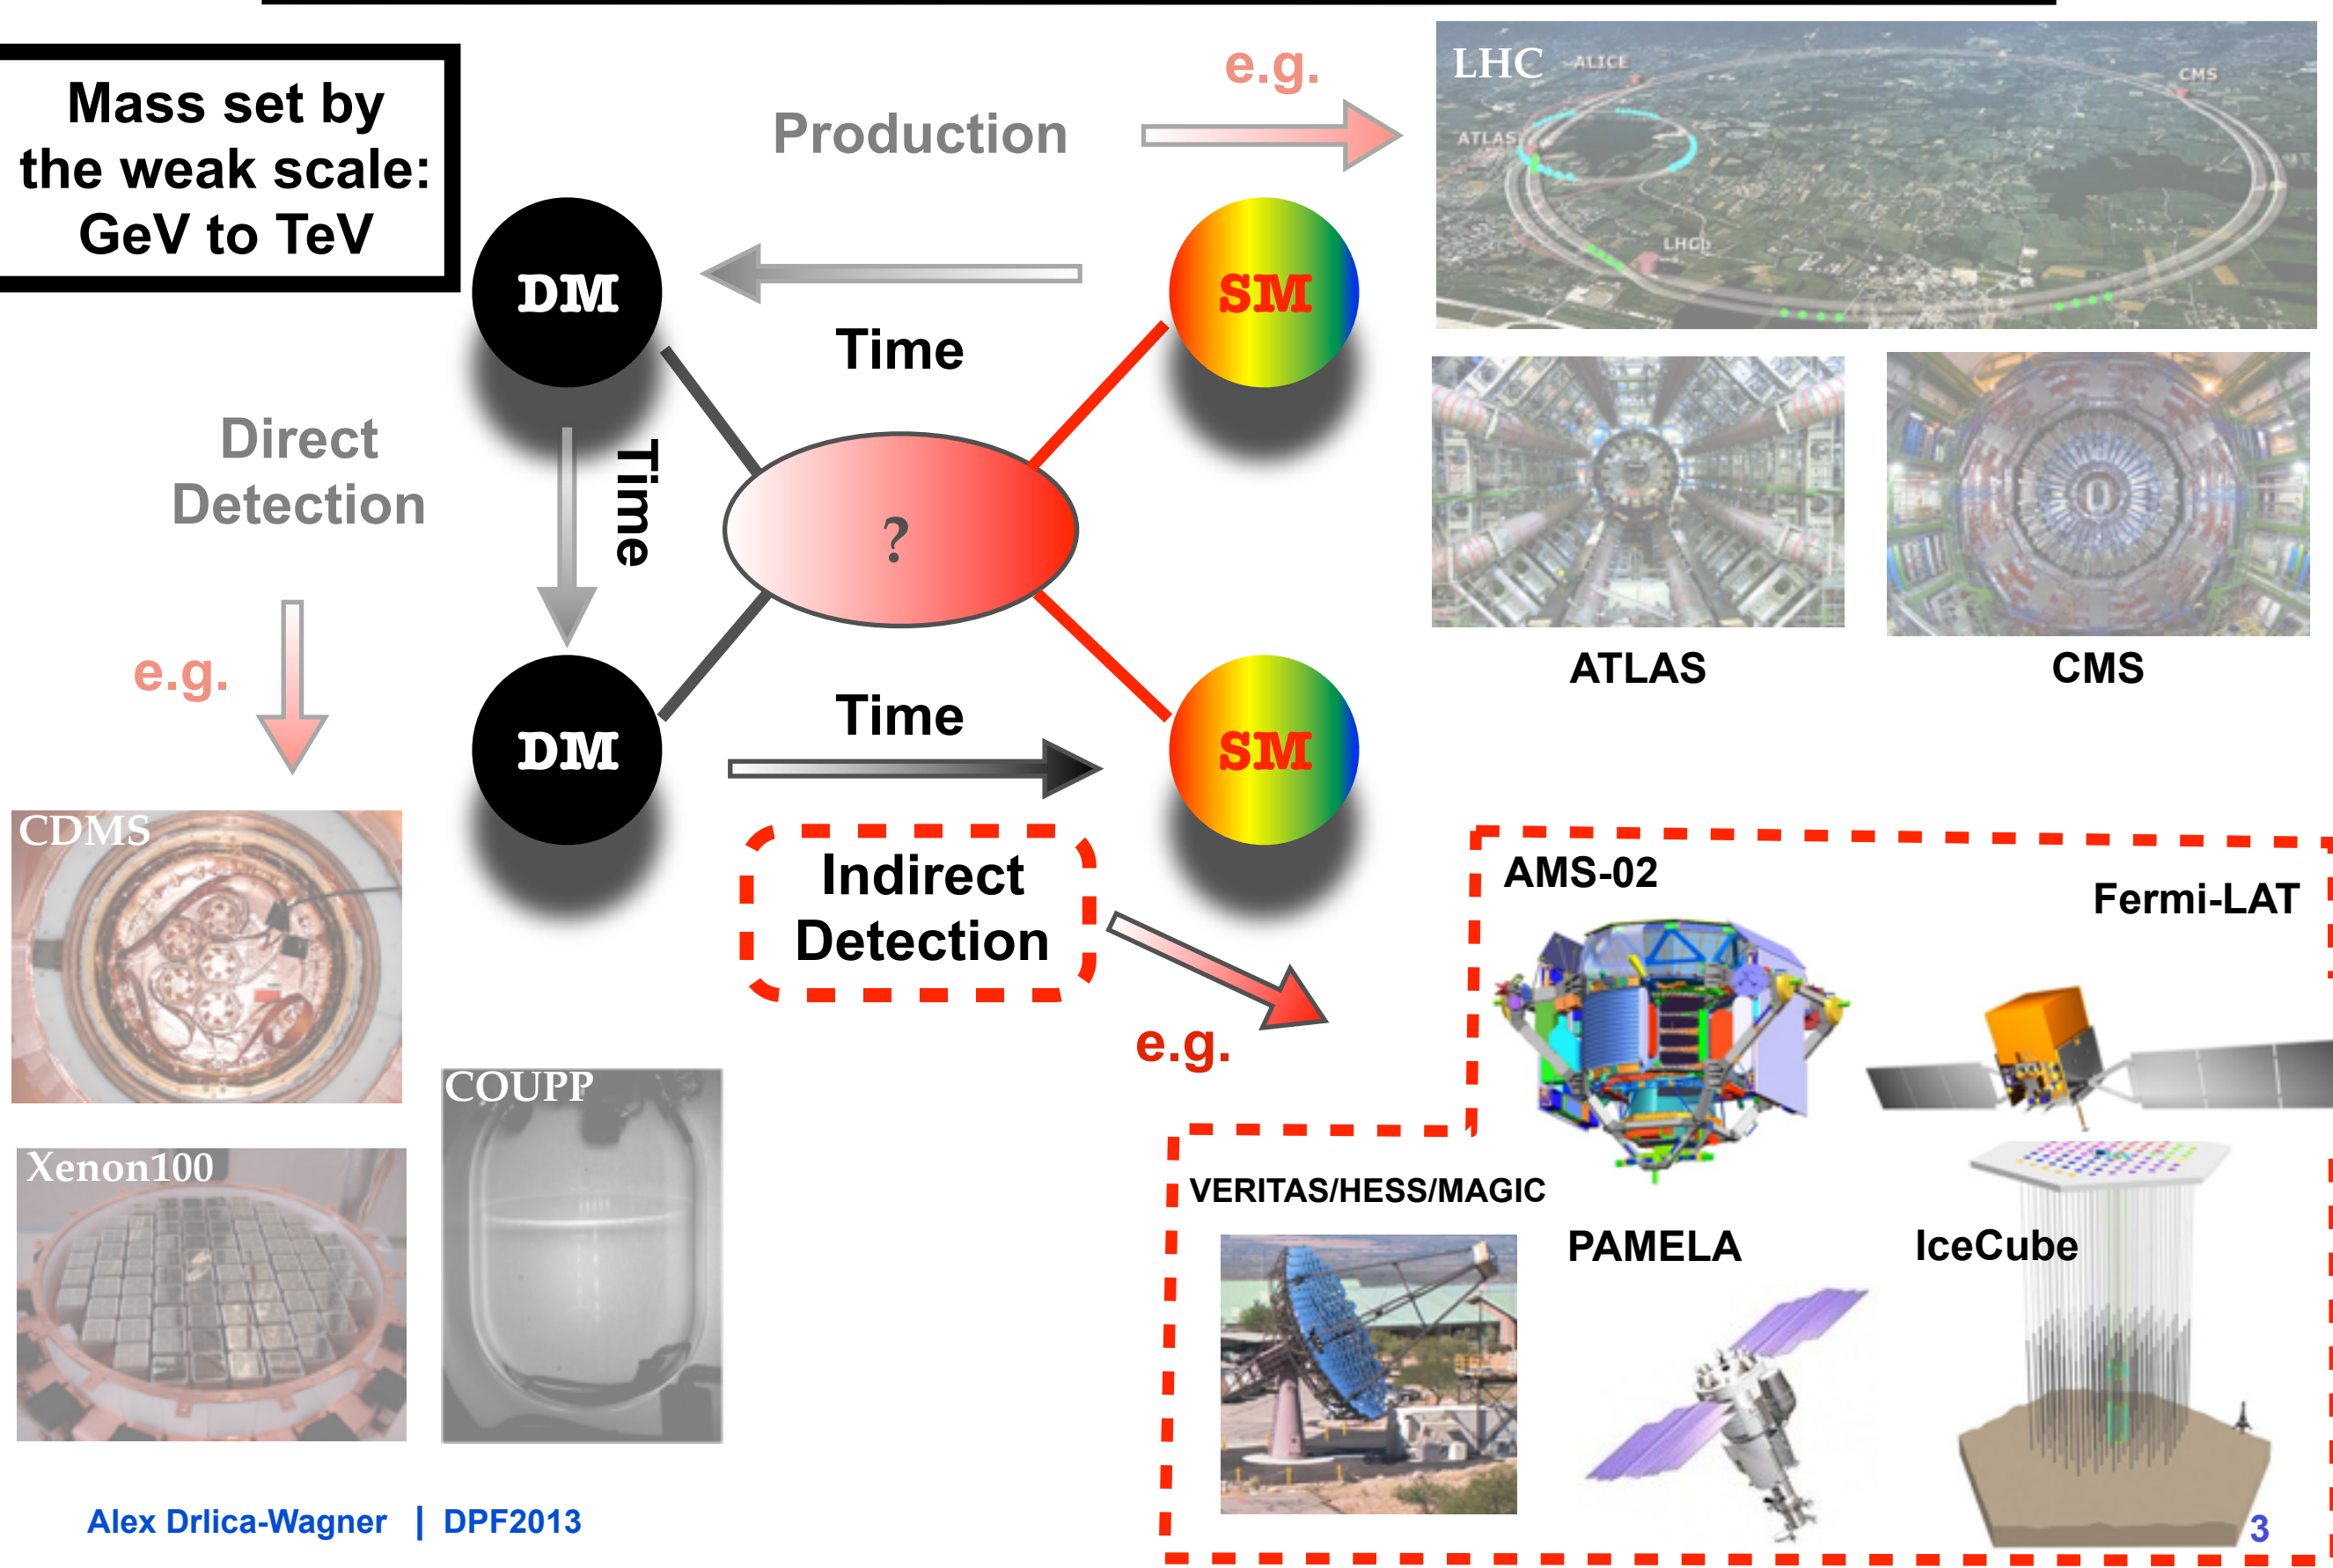 Mass set by
the weak scale:
GeV to TeV
Production
e.g.
LHC
ALICE
CMS
ATLAS
LHCb
DM
SM
Time
Direct
Detection
Time
?
ATLAS
CMS
e.g.
DM
Time
SM
Indirect
Detection
e.g.
CDMS
COUPP
Xenon100
AMS-02
Fermi-LAT
VERITAS/HESS/MAGIC
PAMELA
IceCube
Alex Drlica-Wagner | DPF2013
3